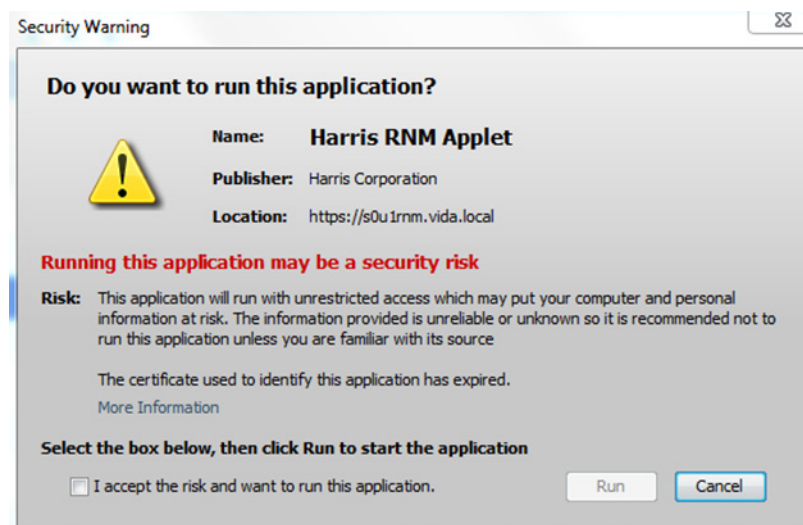 Security Warning
Do you want to run this application?
Name: Harris RNM Applet
Publisher: Harris Corporation
Location: https://s0u1rnm.vida.local
Running this application may be a security risk
Risk: This application will run with unrestricted access which may put your computer and personal
information at risk. The information provided is unreliable or unknown so it is recommended not to
run this application unless you are familiar with its source
The certificate used to identify this application has expired.
More Information
Select the box below, then click Run to start the application
I accept the risk and want to run this application. Run Cancel